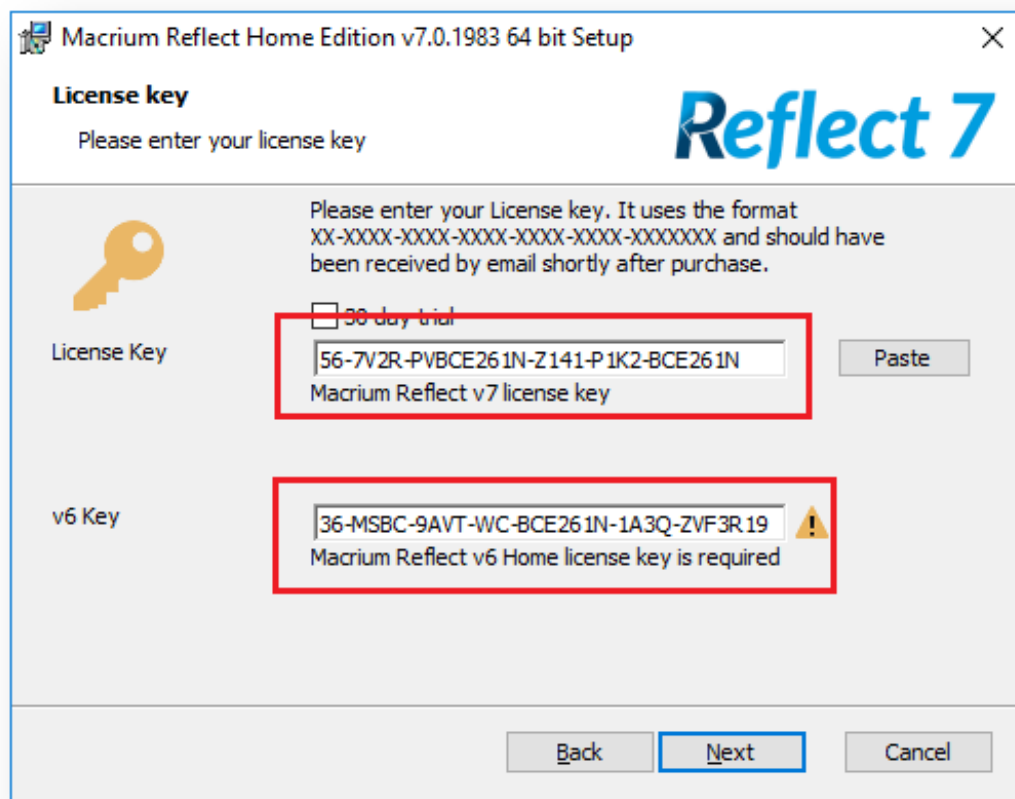 Macrium Reflect Home Edition v7.0.1983 64 bit Setup
License key
Please enter your license key
Reflect 7
Please enter your License key. It uses the format
XX-XXXX-XXXX-XXXX-XXXX-XXXX-XXXXXXX and should have
been received by email shortly after purchase.
30 day trial
License Key
56-7V2R-PVBCE261N-Z141-P1K2-BCE261N
Paste
Macrium Reflect v7 license key
v6 Key
36-MSBC-9AVT-WC-BCE261N-1A3Q-ZVF3R19
Macrium Reflect v6 Home license key is required
Back
Next
Cancel